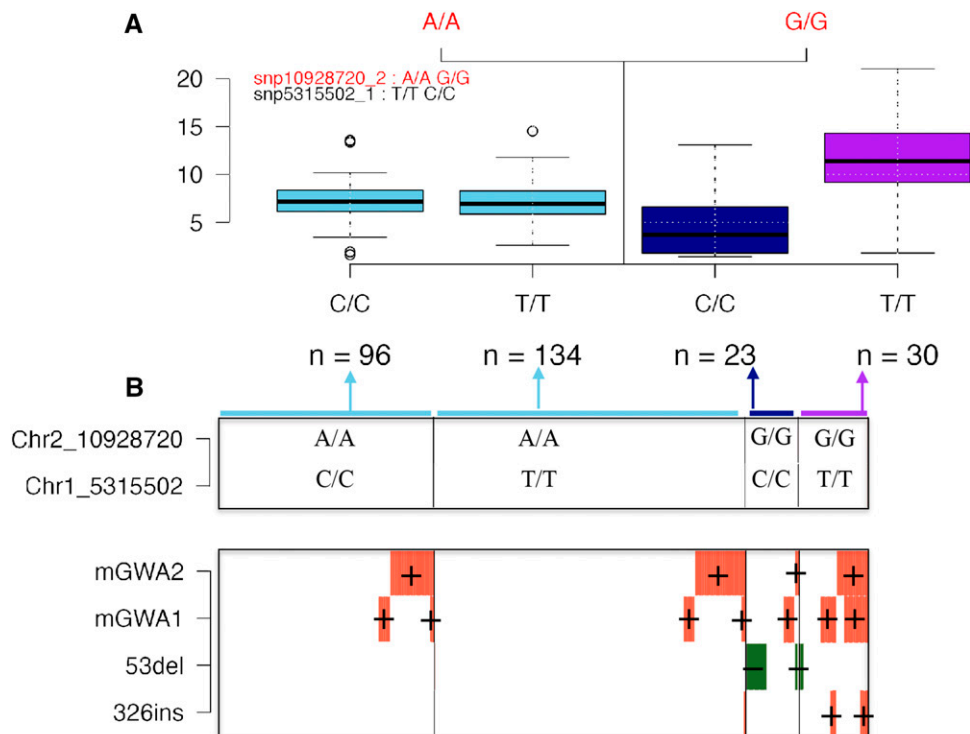 A
A/A G/G
snp10928720_2 : A/A G/G
snp5315502_1 : T/T C/C
20
15
10
5
C/C T/T C/C T/T
n = 96 n = 134 n = 23 n = 30
B
Chr2_10928720 A/A A/A G/G G/G
Chr1_5315502 C/C T/T C/C T/T
mGWA2
mGWA1
53del
326ins